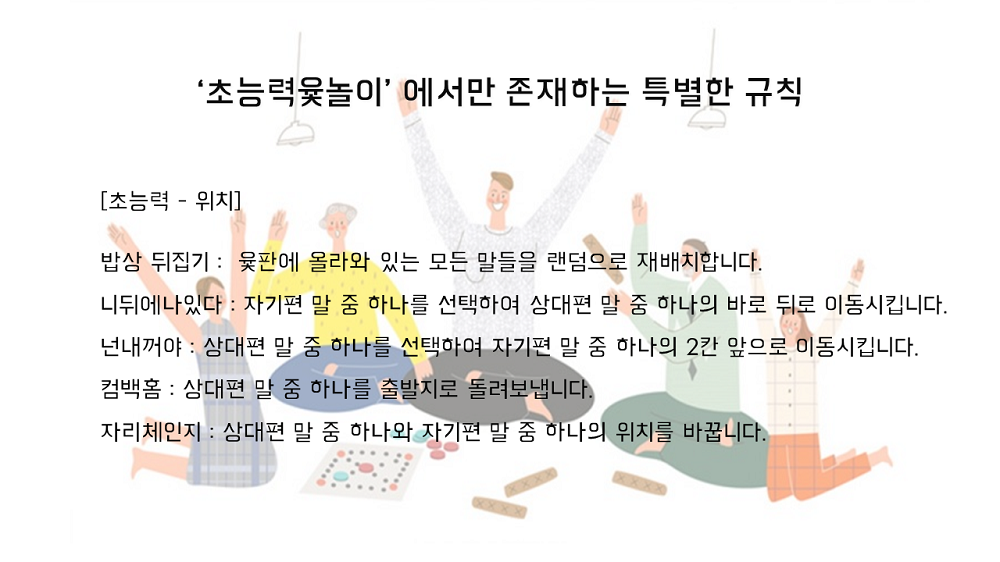 ‘초능력윷놀이’ 에서만 존재하는 특별한 규칙
[초능력 - 위치]
밥상 뒤집기 : 윷판에 올라와 있는 모든 말들을 랜덤으로 재배치합니다.
니뒤에나있다 : 자기편 말 중 하나를 선택하여 상대편 말 중 하나의 바로 뒤로 이동시킵니다.
넌내꺼야 : 상대편 말 중 하나를 선택하여 자기편 말 중 하나의 2칸 앞으로 이동시킵니다.
컴백홈 : 상대편 말 중 하나를 출발지로 돌려보냅니다.
자리체인지 : 상대편 말 중 하나와 자기편 말 중 하나의 위치를 바꿉니다.